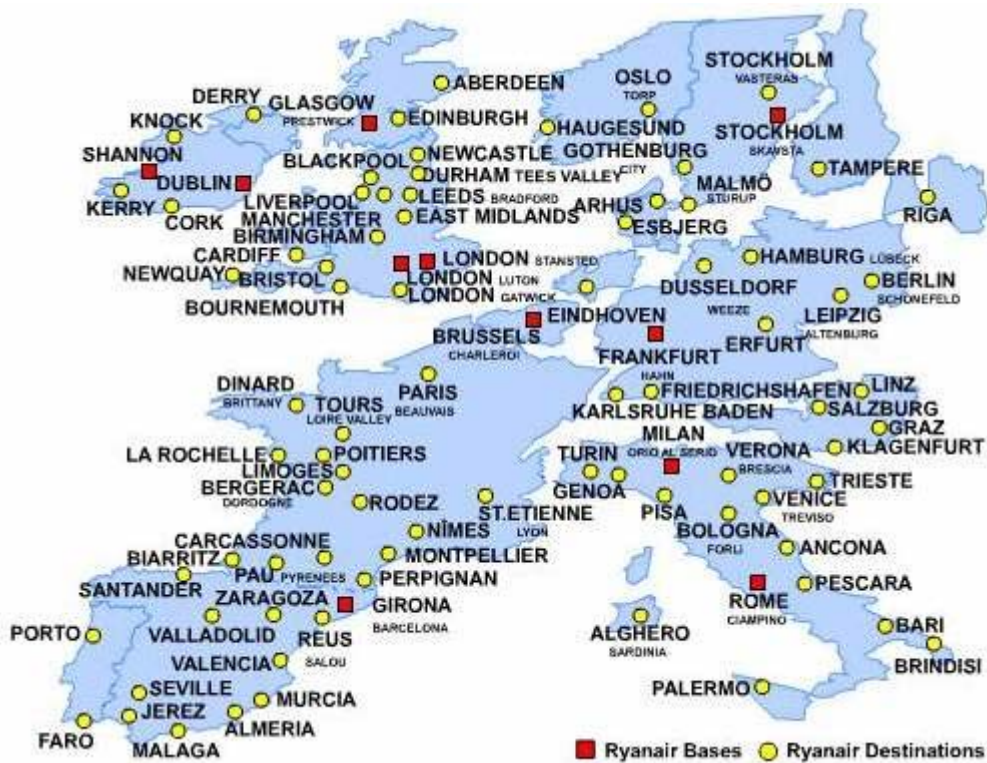 STOCKHOLM
VASTERAS
OSLO
TORP
ABERDEEN
DERRY
GLASGOW
PRESTWICK
EDINBURGH
HAUGESUND
STOCKHOLM
SKAVSTA
KNOCK
SHANNON
BLACKPOOL
NEWCASTLE
GOTHENBURG
CITY
DURHAM TEES VALLEY
TAMPERE
DUBLIN
LIVERPOOL
LEEDS BRADFORD
MALMÖ
STURUP
KERRY
CORK
MANCHESTER
EAST MIDLANDS
ARHUS
ESBJERG
RIGA
BIRMINGHAM
CARDIFF
LONDON STANSTED
HAMBURG LÜBECK
NEWQUAY
BRISTOL
LONDON LUTON
BERLIN
SCHONEFELD
BOURNEMOUTH
LONDON GATWICK
DUSSELDORF
WEEZE
LEIPZIG
ALTENBURG
EINDHOVEN
BRUSSELS
CHARLEROI
ERFURT
FRANKFURT
HAHN
DINARD
BRITTANY
PARIS
BEAUVAIS
FRIEDRICHSHAFEN
LINZ
TOURS
LOIRE VALLEY
KARLSRUHE BADEN
SALZBURG
GRAZ
MILAN
ORIO AL SERIO
KLAGENFURT
LA ROCHELLE
POITIERS
TURIN
VERONA
BRESCIA
LIMOGES
TRIESTE
BERGERAC
DORDOGNE
GENOA
RODEZ
ST.ETIENNE
LYON
PISA
VENICE
TREVISO
BOLOGNA
FORLI
NÎMES
CARCASSONNE
ANCONA
BIARRITZ
MONTPELLIER
PAU PYRENEES
SANTANDER
PERPIGNAN
PESCARA
ZARAGOZA
GIRONA
BARCELONA
ROME
CIAMPINO
PORTO
VALLADOLID
REUS
SALOU
ALGHERO
SARDINIA
BARI
VALENCIA
BRINDISI
SEVILLE
MURCIA
PALERMO
JEREZ
ALMERIA
FARO
MALAGA
Ryanair Bases
Ryanair Destinations